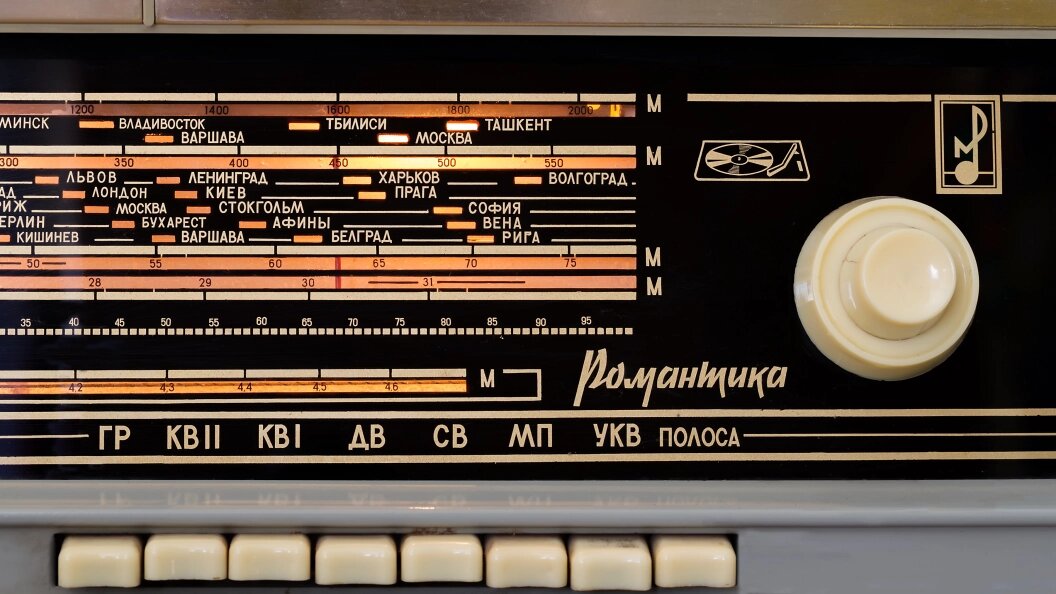 1200 1400 1600 1800 2000 М
МИНСК ВЛАДИВОСТОК ТБИЛИСИ ТАШКЕНТ
ВАРШАВА МОСКВА
300 350 400 450 500 550 М
ЛЬВОВ ЛЕНИНГРАД ХАРЬКОВ ВОЛГОГРАД
ЛОНДОН КИЕВ ПРАГА
МОСКВА СТОКГОЛЬМ СОФИЯ
БУХАРЕСТ АФИНЫ ВЕНА
КИШИНЕВ ВАРШАВА БЕЛГРАД РИГА
50 55 60 65 70 75 М
28 29 30 31 М
35 40 45 50 55 60 65 70 75 80 85 90 95
4,2 4,3 4,4 4,5 4,6 М
Романтика
ГР КВII КВI ДВ СВ МП УКВ ПОЛОСА